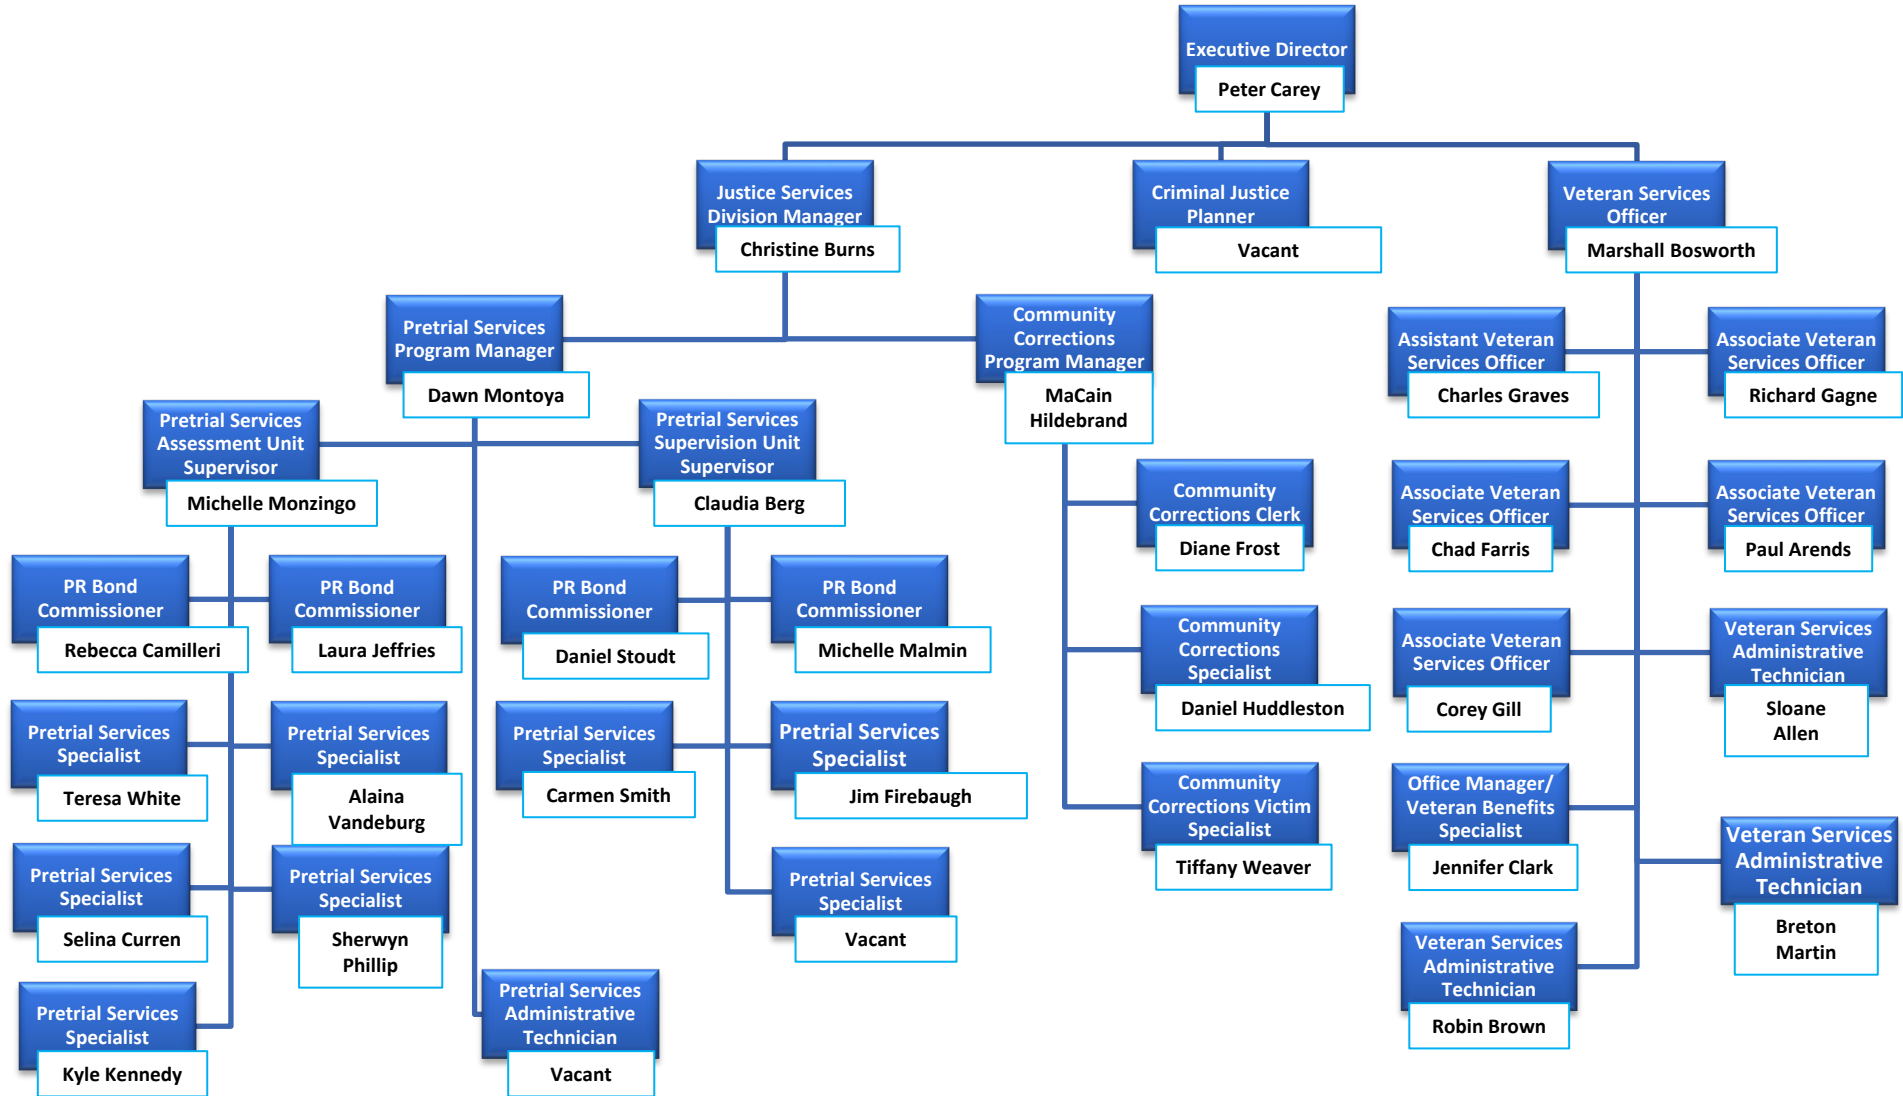 Executive Director
Peter Carey
Justice Services
Division Manager
Christine Burns
Criminal Justice
Planner
Vacant
Veteran Services
Officer
Marshall Bosworth
Pretrial Services
Program Manager
Dawn Montoya
Community
Corrections
Program Manager
MaCain
Hildebrand
Assistant Veteran
Services Officer
Charles Graves
Associate Veteran
Services Officer
Richard Gagne
Pretrial Services
Assessment Unit
Supervisor
Michelle Monzingo
Pretrial Services
Supervision Unit
Supervisor
Claudia Berg
Community
Corrections Clerk
Diane Frost
Associate Veteran
Services Officer
Chad Farris
Associate Veteran
Services Officer
Paul Arends
PR Bond
Commissioner
Rebecca Camilleri
PR Bond
Commissioner
Laura Jeffries
PR Bond
Commissioner
Daniel Stoudt
PR Bond
Commissioner
Michelle Malmin
Community
Corrections
Specialist
Daniel Huddleston
Associate Veteran
Services Officer
Corey Gill
Veteran Services
Administrative
Technician
Sloane
Allen
Pretrial Services
Specialist
Teresa White
Pretrial Services
Specialist
Alaina
Vandeburg
Pretrial Services
Specialist
Carmen Smith
Pretrial Services
Specialist
Jim Firebaugh
Community
Corrections Victim
Specialist
Tiffany Weaver
Office Manager/
Veteran Benefits
Specialist
Jennifer Clark
Veteran Services
Administrative
Technician
Breton
Martin
Pretrial Services
Specialist
Selina Curren
Pretrial Services
Specialist
Sherwyn
Phillip
Pretrial Services
Specialist
Vacant
Veteran Services
Administrative
Technician
Robin Brown
Pretrial Services
Specialist
Kyle Kennedy
Pretrial Services
Administrative
Technician
Vacant